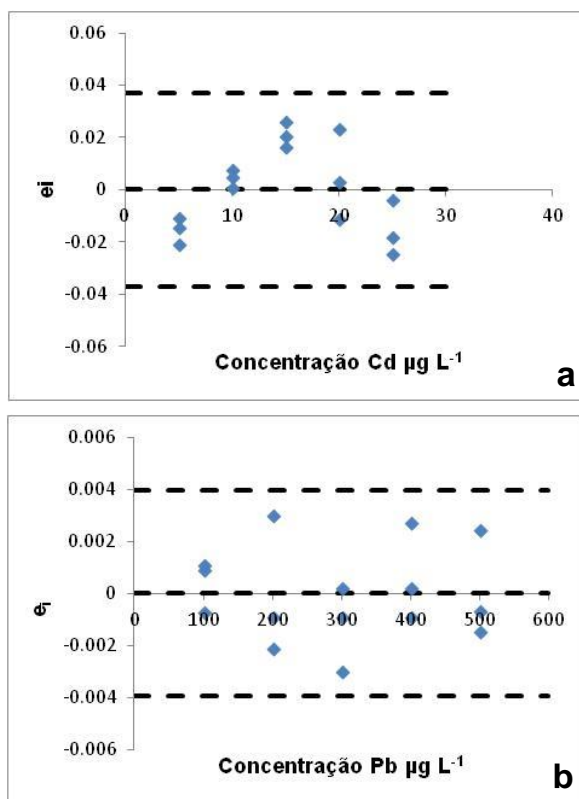 0.06
0.04
0.02
0
-0.02
-0.04
-0.06
0 10 20 30 40
ei
Concentração Cd µg L⁻¹
a
0.006
0.004
0.002
0
-0.002
-0.004
-0.006
0 100 200 300 400 500 600
ei
Concentração Pb µg L⁻¹
b